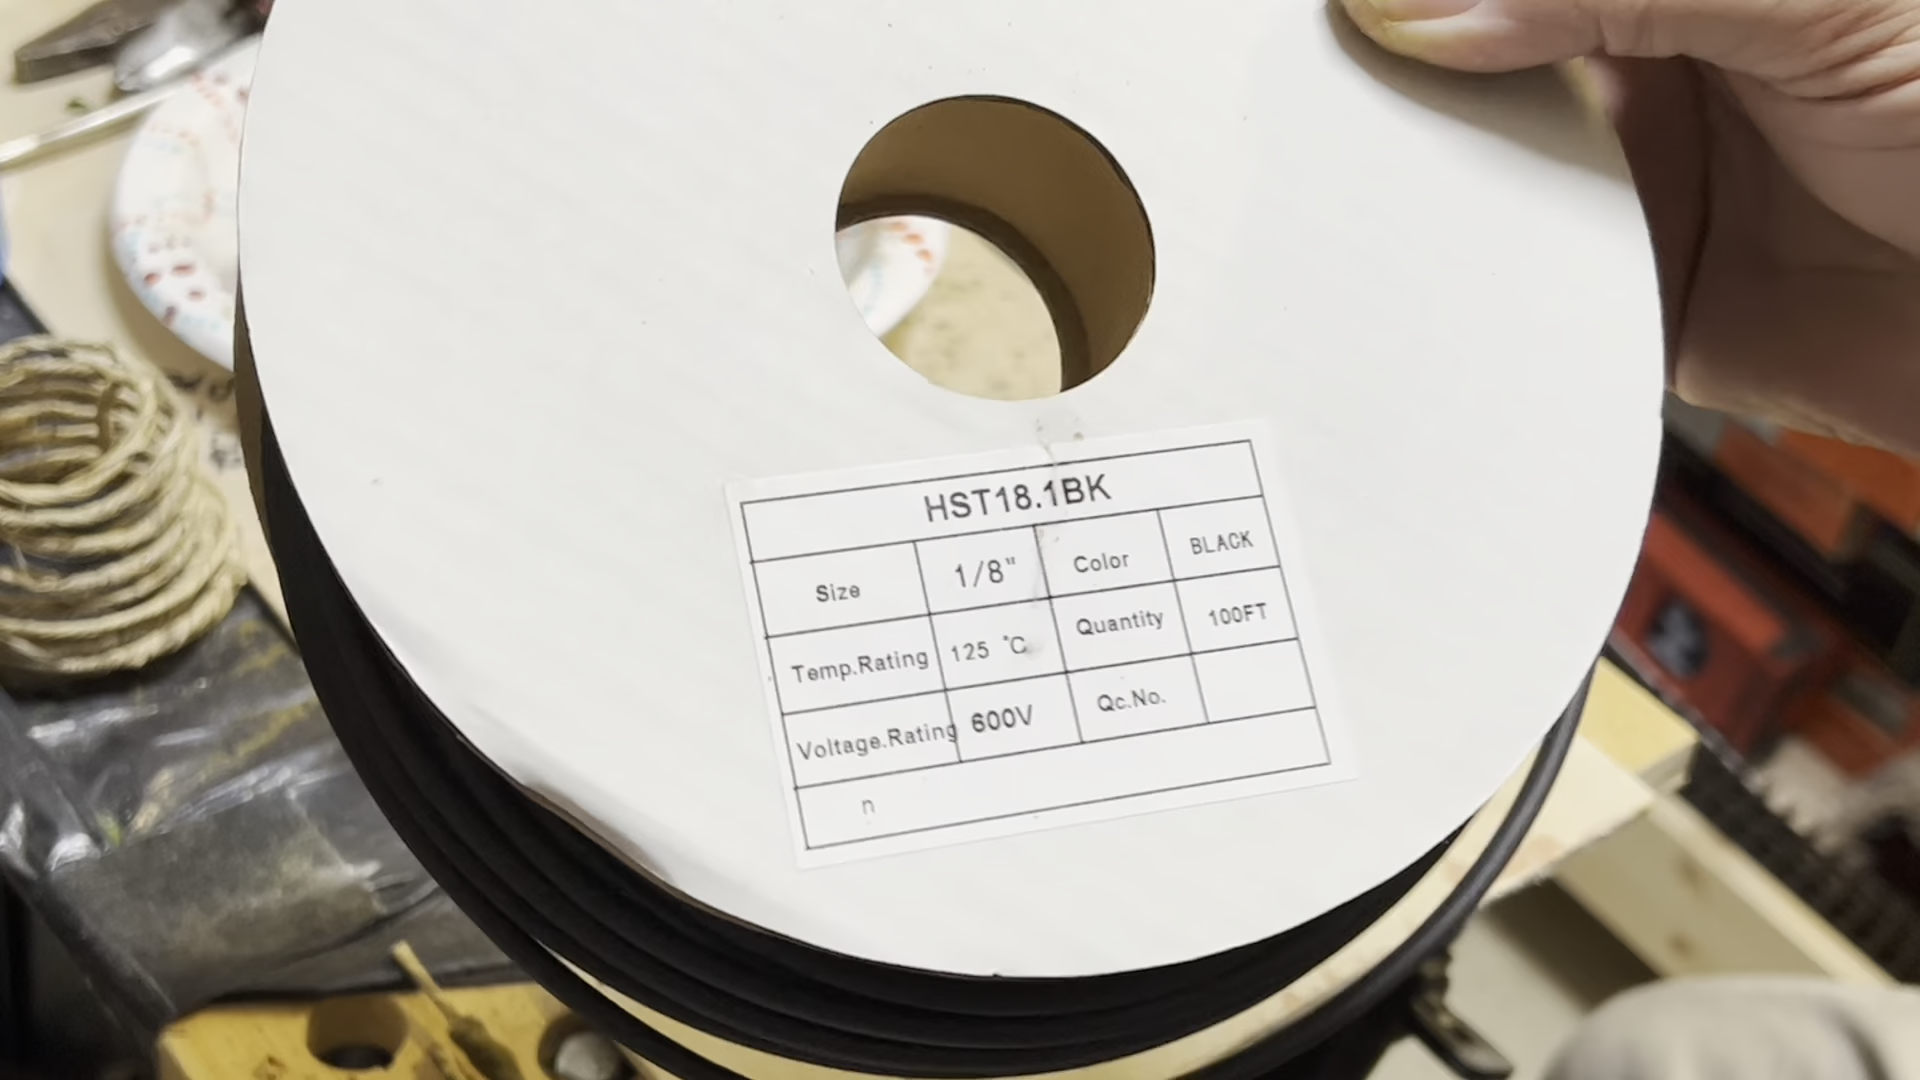 HST18.1BK
Size 1/8" Color BLACK
Temp.Rating 125 °C Quantity 100FT
Voltage.Rating 600V Qc.No.
n